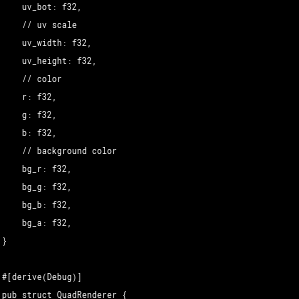 uv_bot: f32,
// uv scale
uv_width: f32,
uv_height: f32,
// color
r: f32,
g: f32,
b: f32,
// background color
bg_r: f32,
bg_g: f32,
bg_b: f32,
bg_a: f32,
}
#[derive(Debug)]
pub struct QuadRenderer {